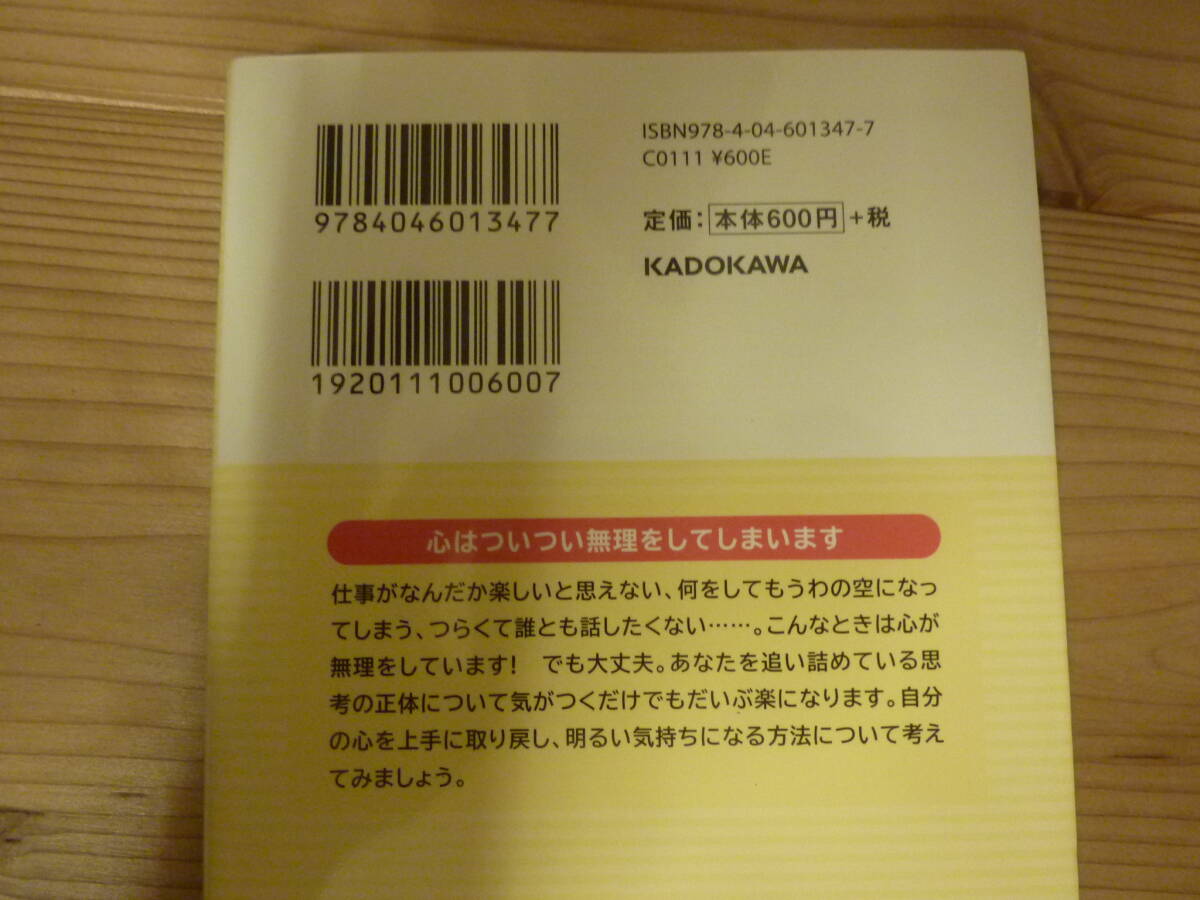 9784046013477
1920111006007
ISBN978-4-04-601347-7
C0111 ¥600E
定価：本体600円＋税
KADOKAWA
心はついつい無理をしてしまいます
仕事がなんだか楽しいと思えない、何をしてもうわの空になっ
てしまう、つらくて誰とも話したくない……。こんなときは心が
無理をしています！　でも大丈夫。あなたを追い詰めている思
考の正体について気がつくだけでもだいぶ楽になります。自分
の心を上手に取り戻し、明るい気持ちになる方法について考え
てみましょう。